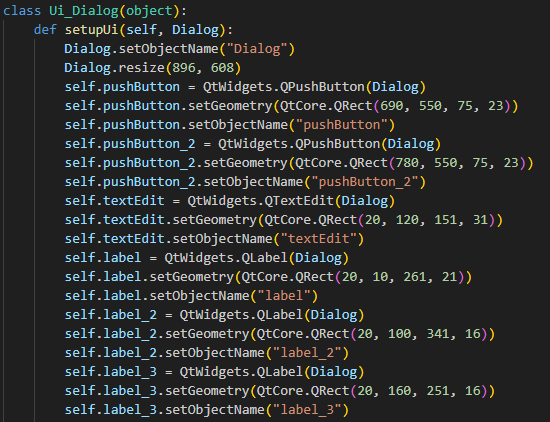 class Ui_Dialog(object):
    def setupUi(self, Dialog):
        Dialog.setObjectName("Dialog")
        Dialog.resize(896, 608)
        self.pushButton = QtWidgets.QPushButton(Dialog)
        self.pushButton.setGeometry(QtCore.QRect(690, 550, 75, 23))
        self.pushButton.setObjectName("pushButton")
        self.pushButton_2 = QtWidgets.QPushButton(Dialog)
        self.pushButton_2.setGeometry(QtCore.QRect(780, 550, 75, 23))
        self.pushButton_2.setObjectName("pushButton_2")
        self.textEdit = QtWidgets.QTextEdit(Dialog)
        self.textEdit.setGeometry(QtCore.QRect(20, 120, 151, 31))
        self.textEdit.setObjectName("textEdit")
        self.label = QtWidgets.QLabel(Dialog)
        self.label.setGeometry(QtCore.QRect(20, 10, 261, 21))
        self.label.setObjectName("label")
        self.label_2 = QtWidgets.QLabel(Dialog)
        self.label_2.setGeometry(QtCore.QRect(20, 100, 341, 16))
        self.label_2.setObjectName("label_2")
        self.label_3 = QtWidgets.QLabel(Dialog)
        self.label_3.setGeometry(QtCore.QRect(20, 160, 251, 16))
        self.label_3.setObjectName("label_3")